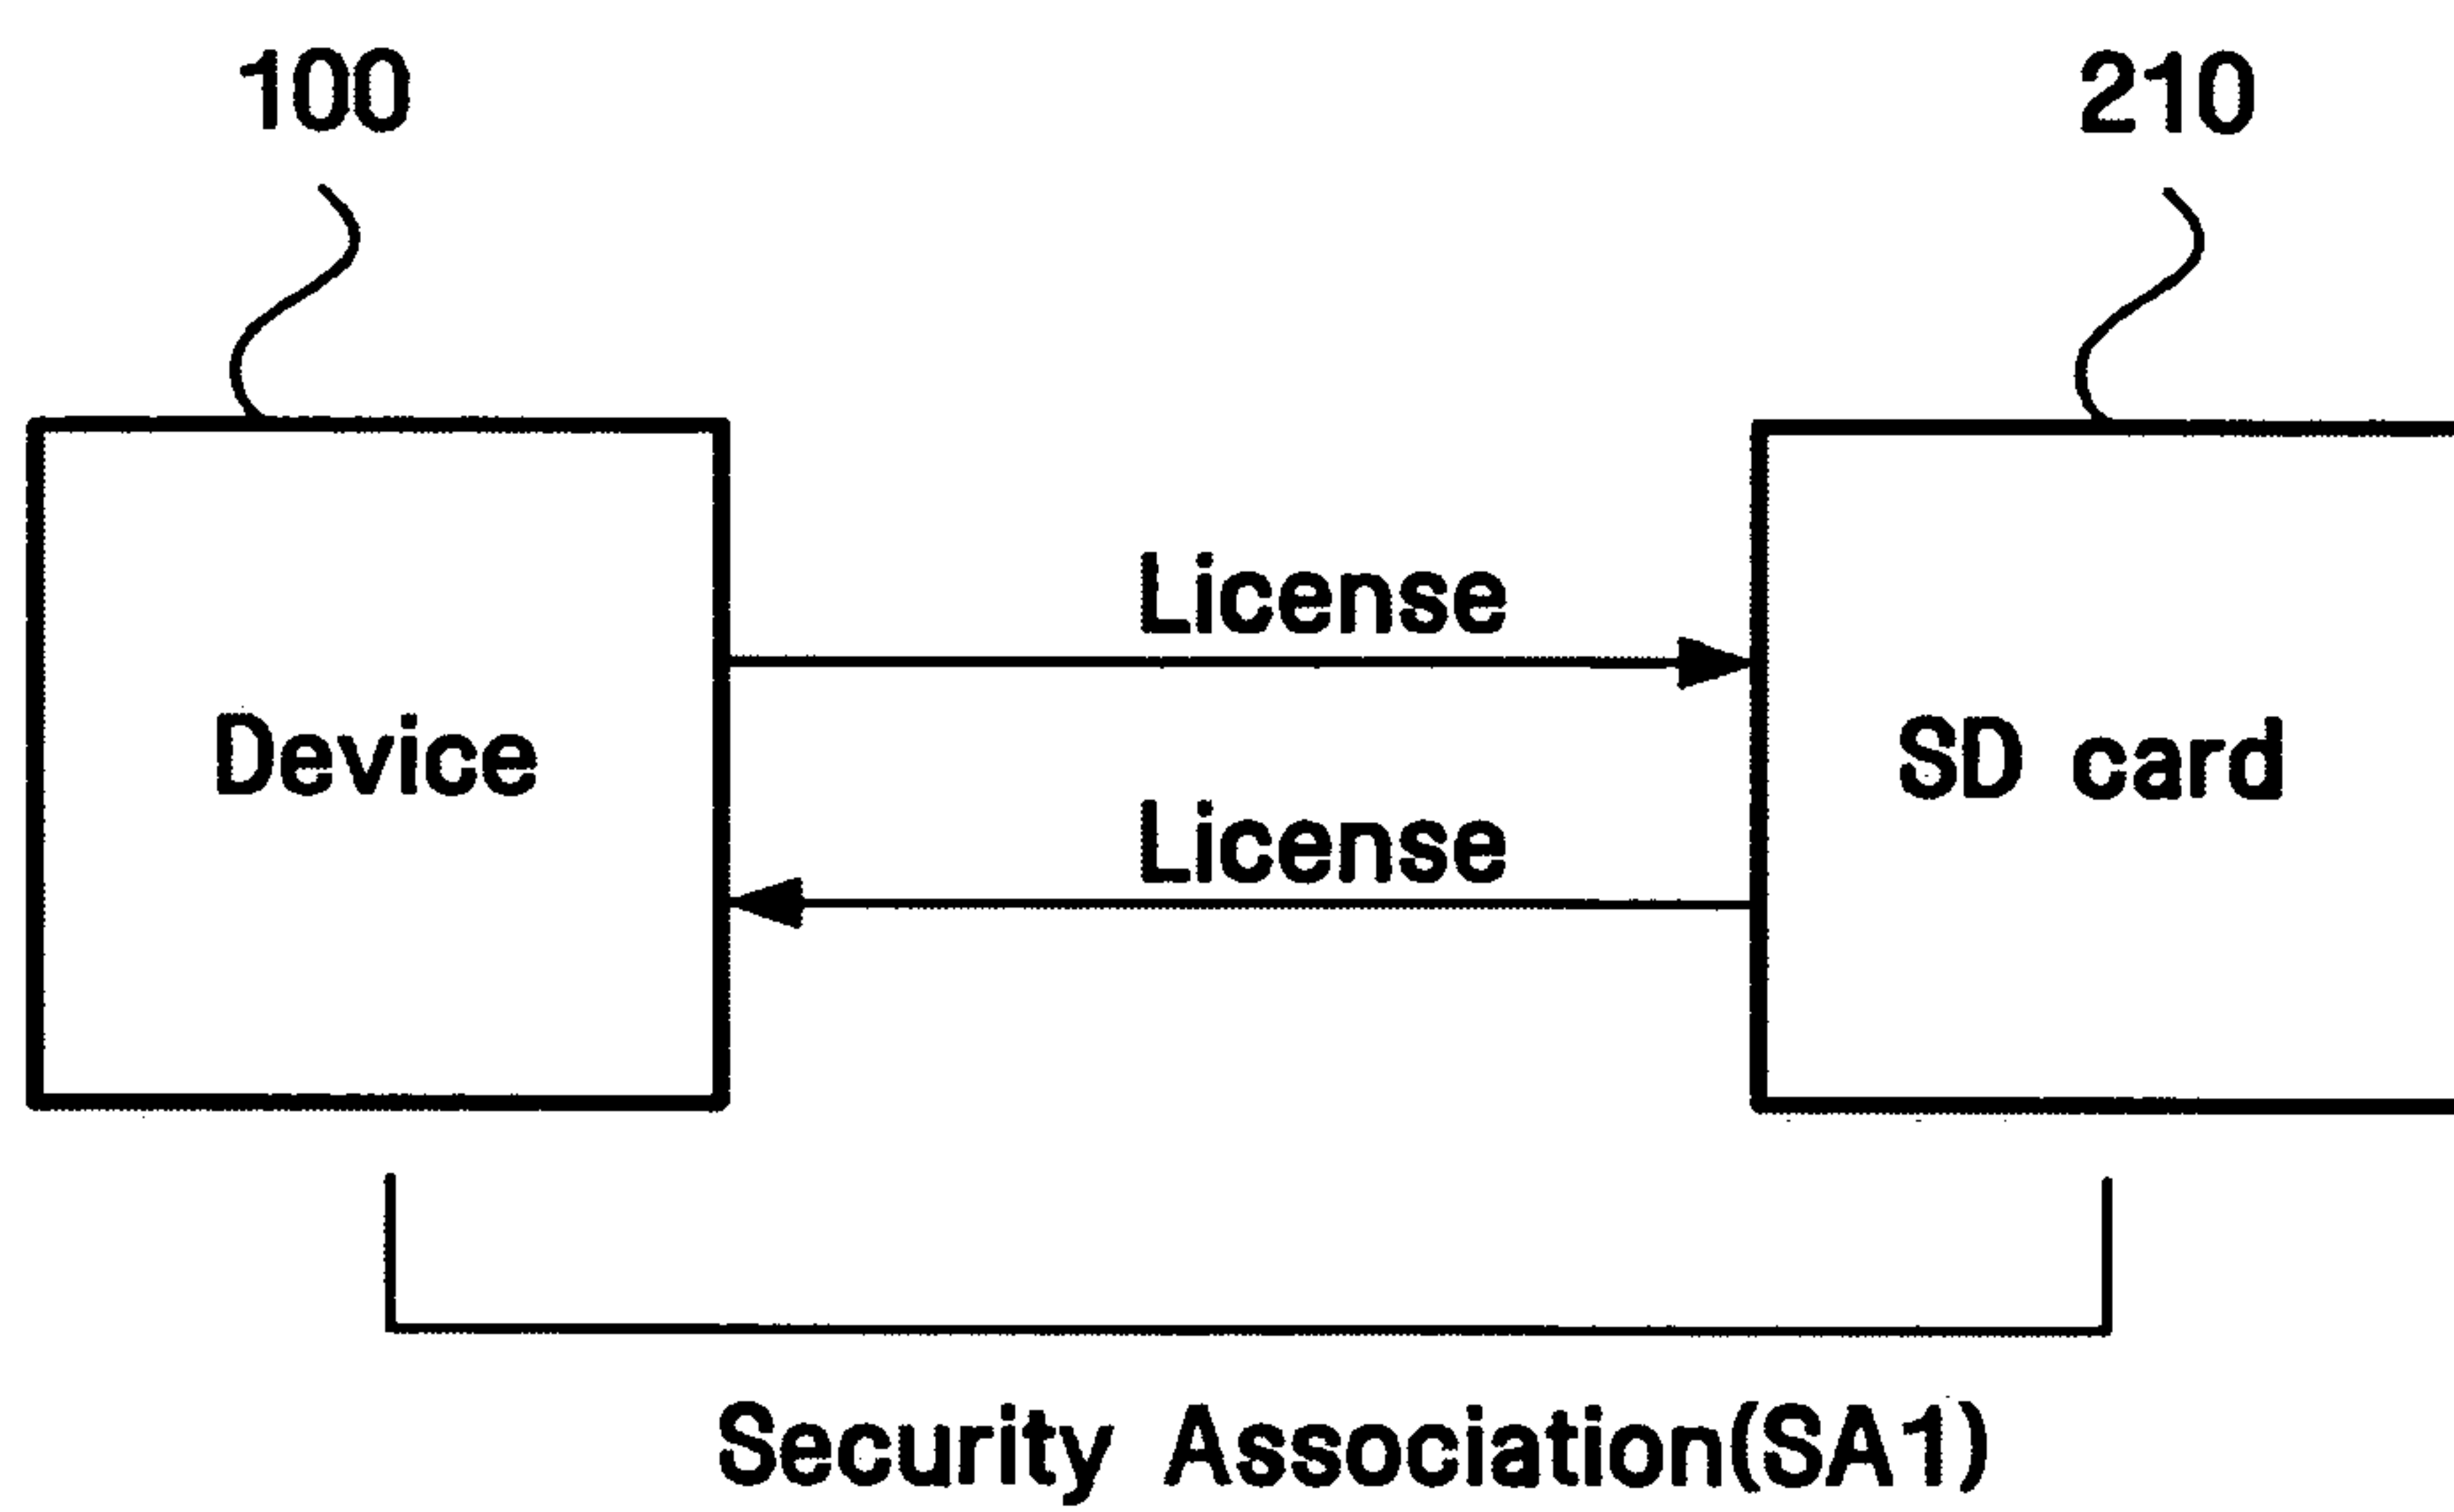 100
210
License
Device
SD card
License
Security Association(SA1)